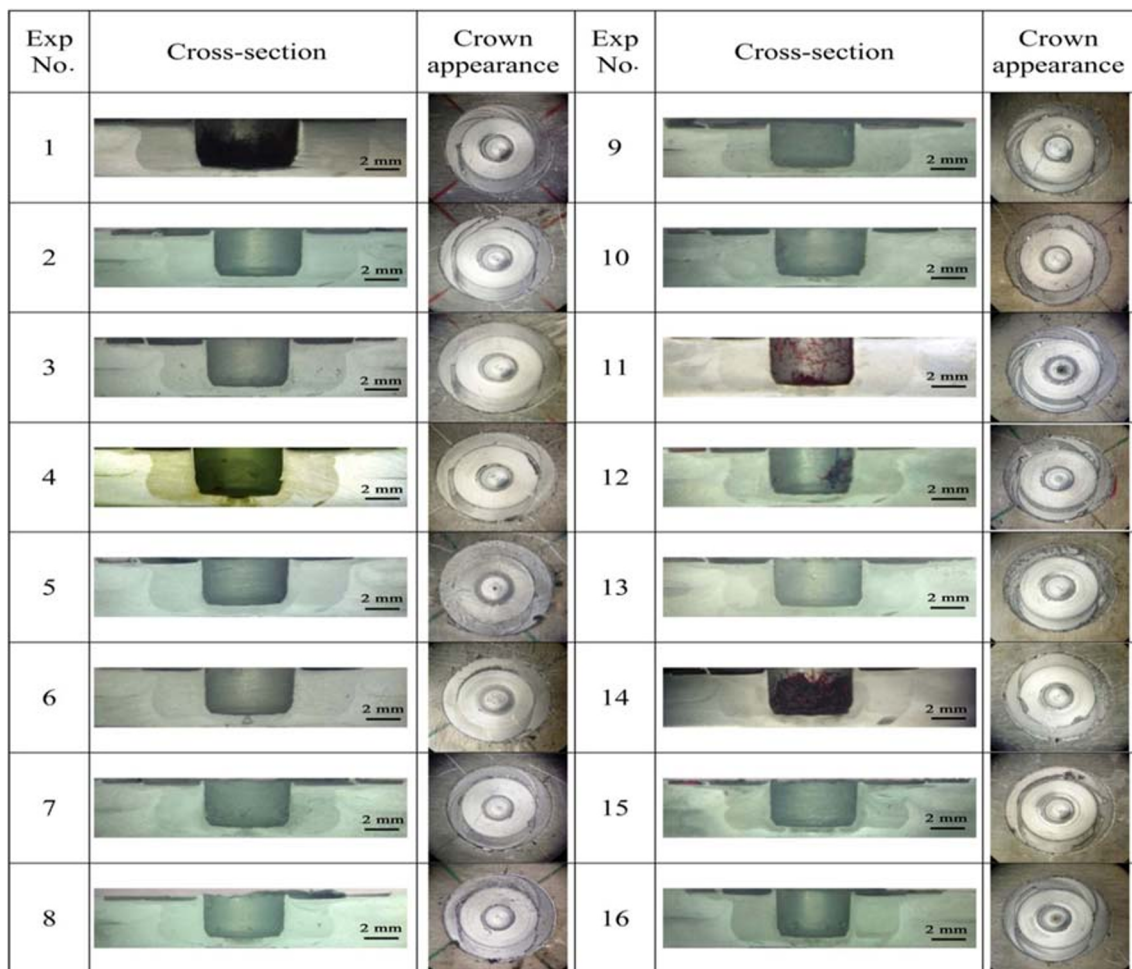 Exp No. Cross-section Crown appearance Exp No. Cross-section Crown appearance
1 2 mm 9 2 mm
2 2 mm 10 2 mm
3 2 mm 11 2 mm
4 2 mm 12 2 mm
5 2 mm 13 2 mm
6 2 mm 14 2 mm
7 2 mm 15 2 mm
8 2 mm 16 2 mm